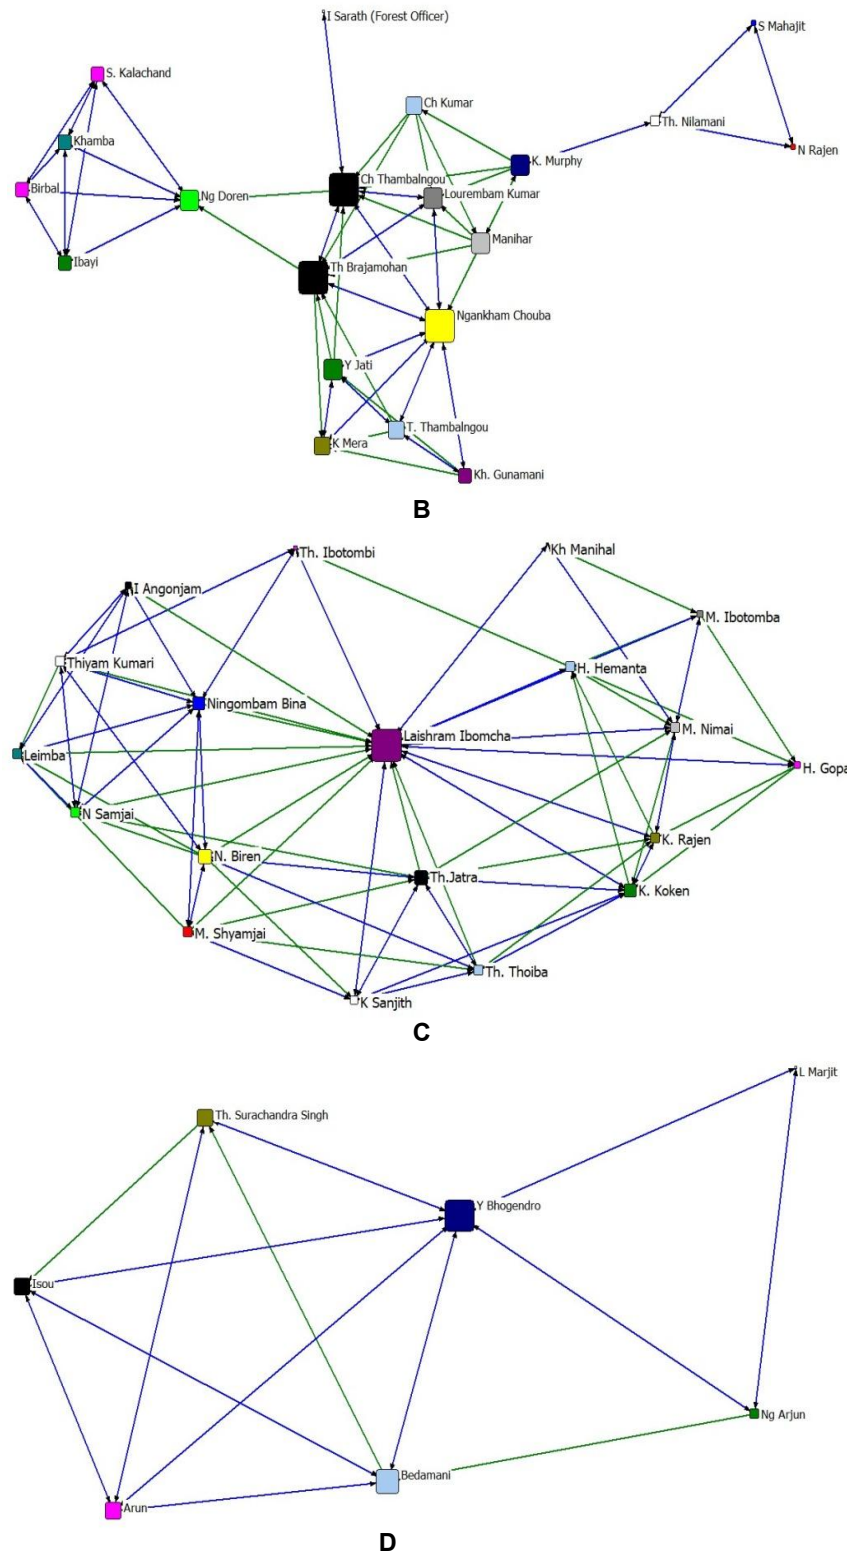 I Sarath (Forest Officer)
S Mahajit
S. Kalachand
Ch Kumar
Th. Nilamani
Khamba
N Rajen
K. Murphy
Ch Thambalngou
Birbal
Ng Doren
Lourembam Kumar
Manihar
Ibayi
Th Brajamohan
Ngankham Chouba
Y Jati
T. Thambalngou
K Mera
Kh. Gunamani
B
Th. Ibotombi
Kh Manihal
I Angonjam
M. Ibotomba
Thiyam Kumari
H. Hemanta
Ningombam Bina
Laishram Ibomcha
M. Nimai
Leimba
H. Gopa
N Samjai
K. Rajen
N. Biren
Th.Jatra
K. Koken
M. Shyamjai
Th. Thoiba
K Sanjith
C
L Marjit
Th. Surachandra Singh
Y Bhogendro
Isou
Ng Arjun
Bedamani
Arun
D